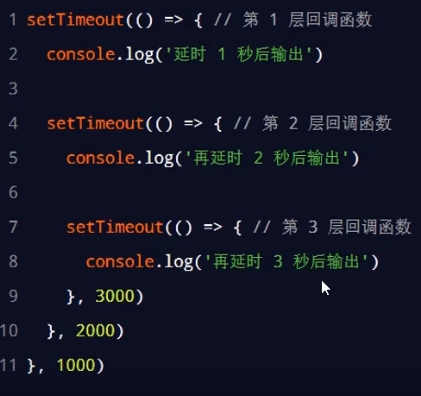 1 setTimeout(() => { // 第 1 层回调函数
2   console.log('延时 1 秒后输出')
3
4   setTimeout(() => { // 第 2 层回调函数
5     console.log('再延时 2 秒后输出')
6
7     setTimeout(() => { // 第 3 层回调函数
8       console.log('再延时 3 秒后输出')
9     }, 3000)
10   }, 2000)
11 }, 1000)